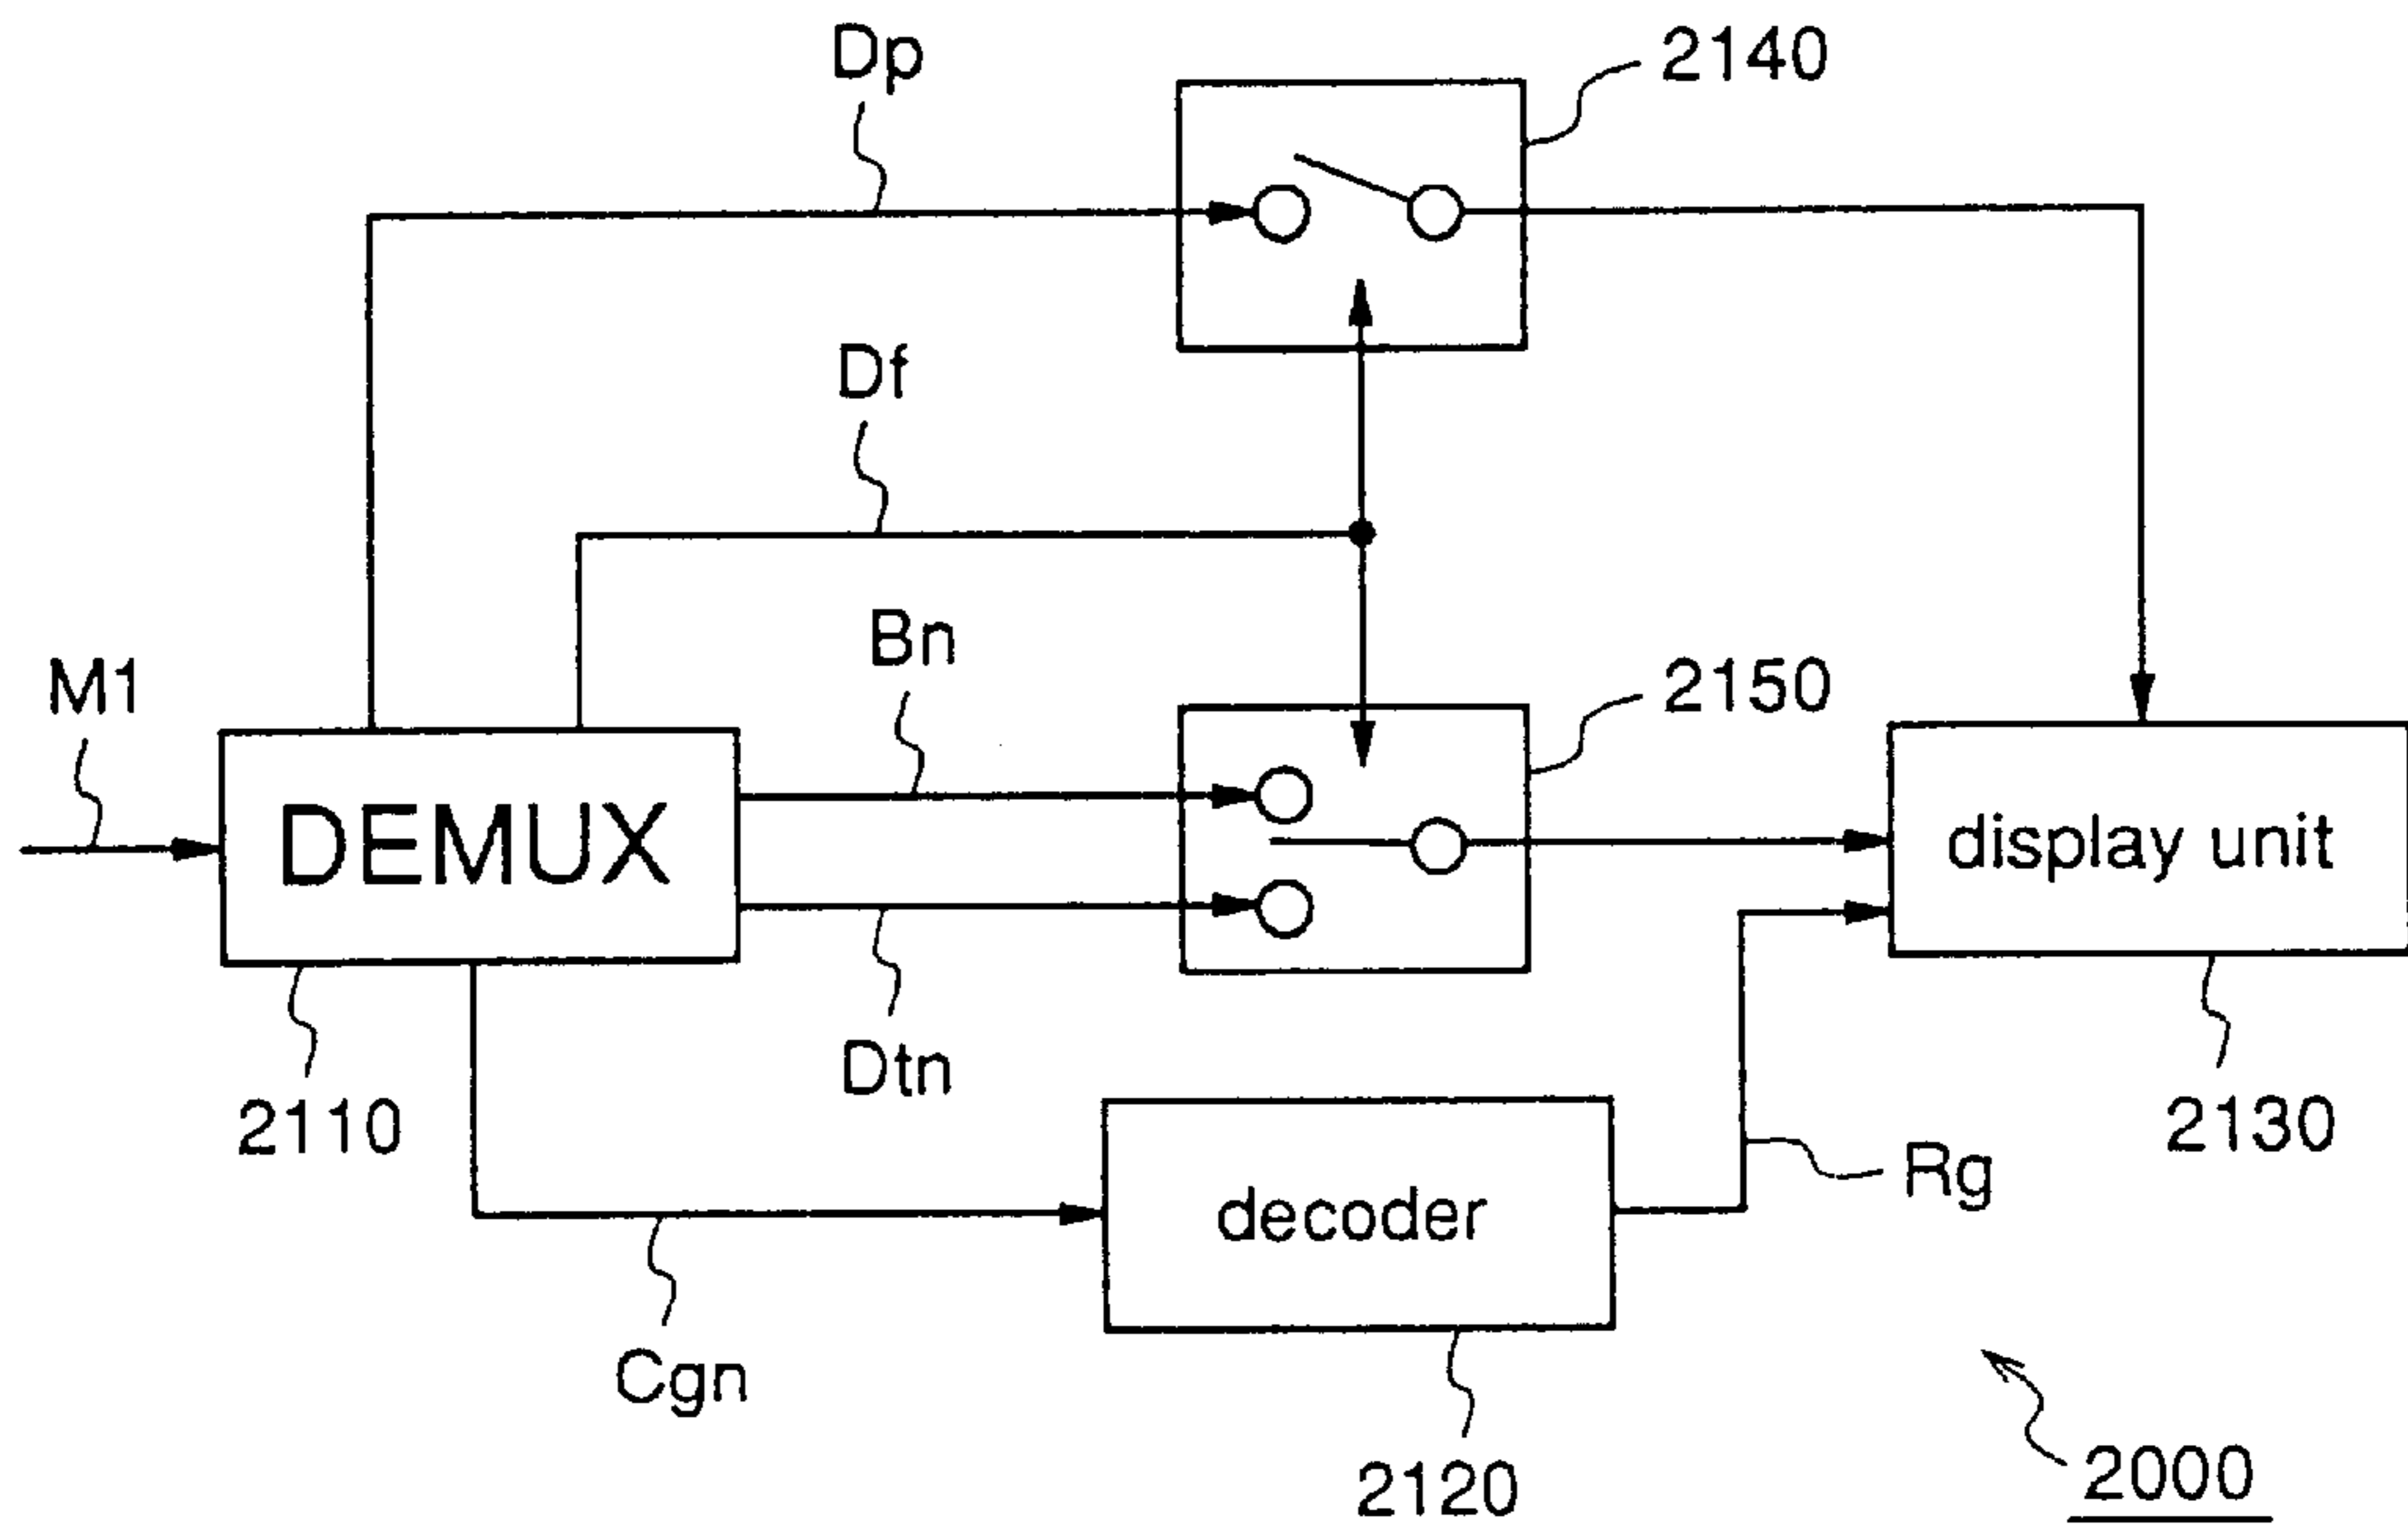 Dp
2140
Df
Bn
M1
2150
DEMUX
display unit
Dtn
2110
2130
Rg
decoder
Cgn
2120
2000